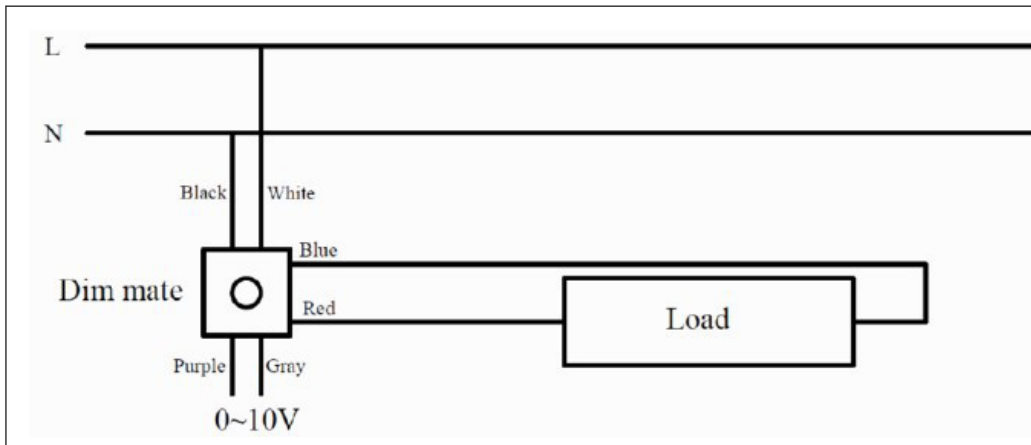 L
N
Black White
Blue
Dim mate
Red
Load
Purple Gray
0~10V